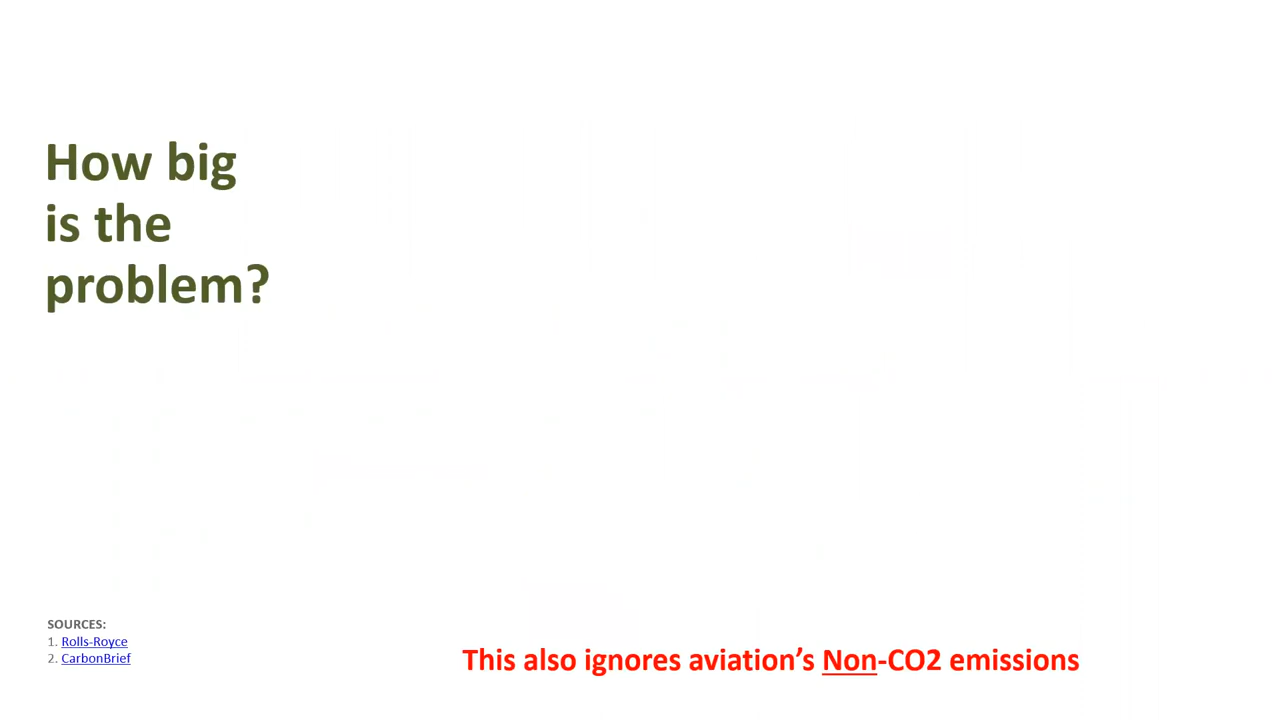 How big
is the
problem?
SOURCES:
1. Rolls-Royce
2. CarbonBrief
This also ignores aviation’s Non-CO2 emissions